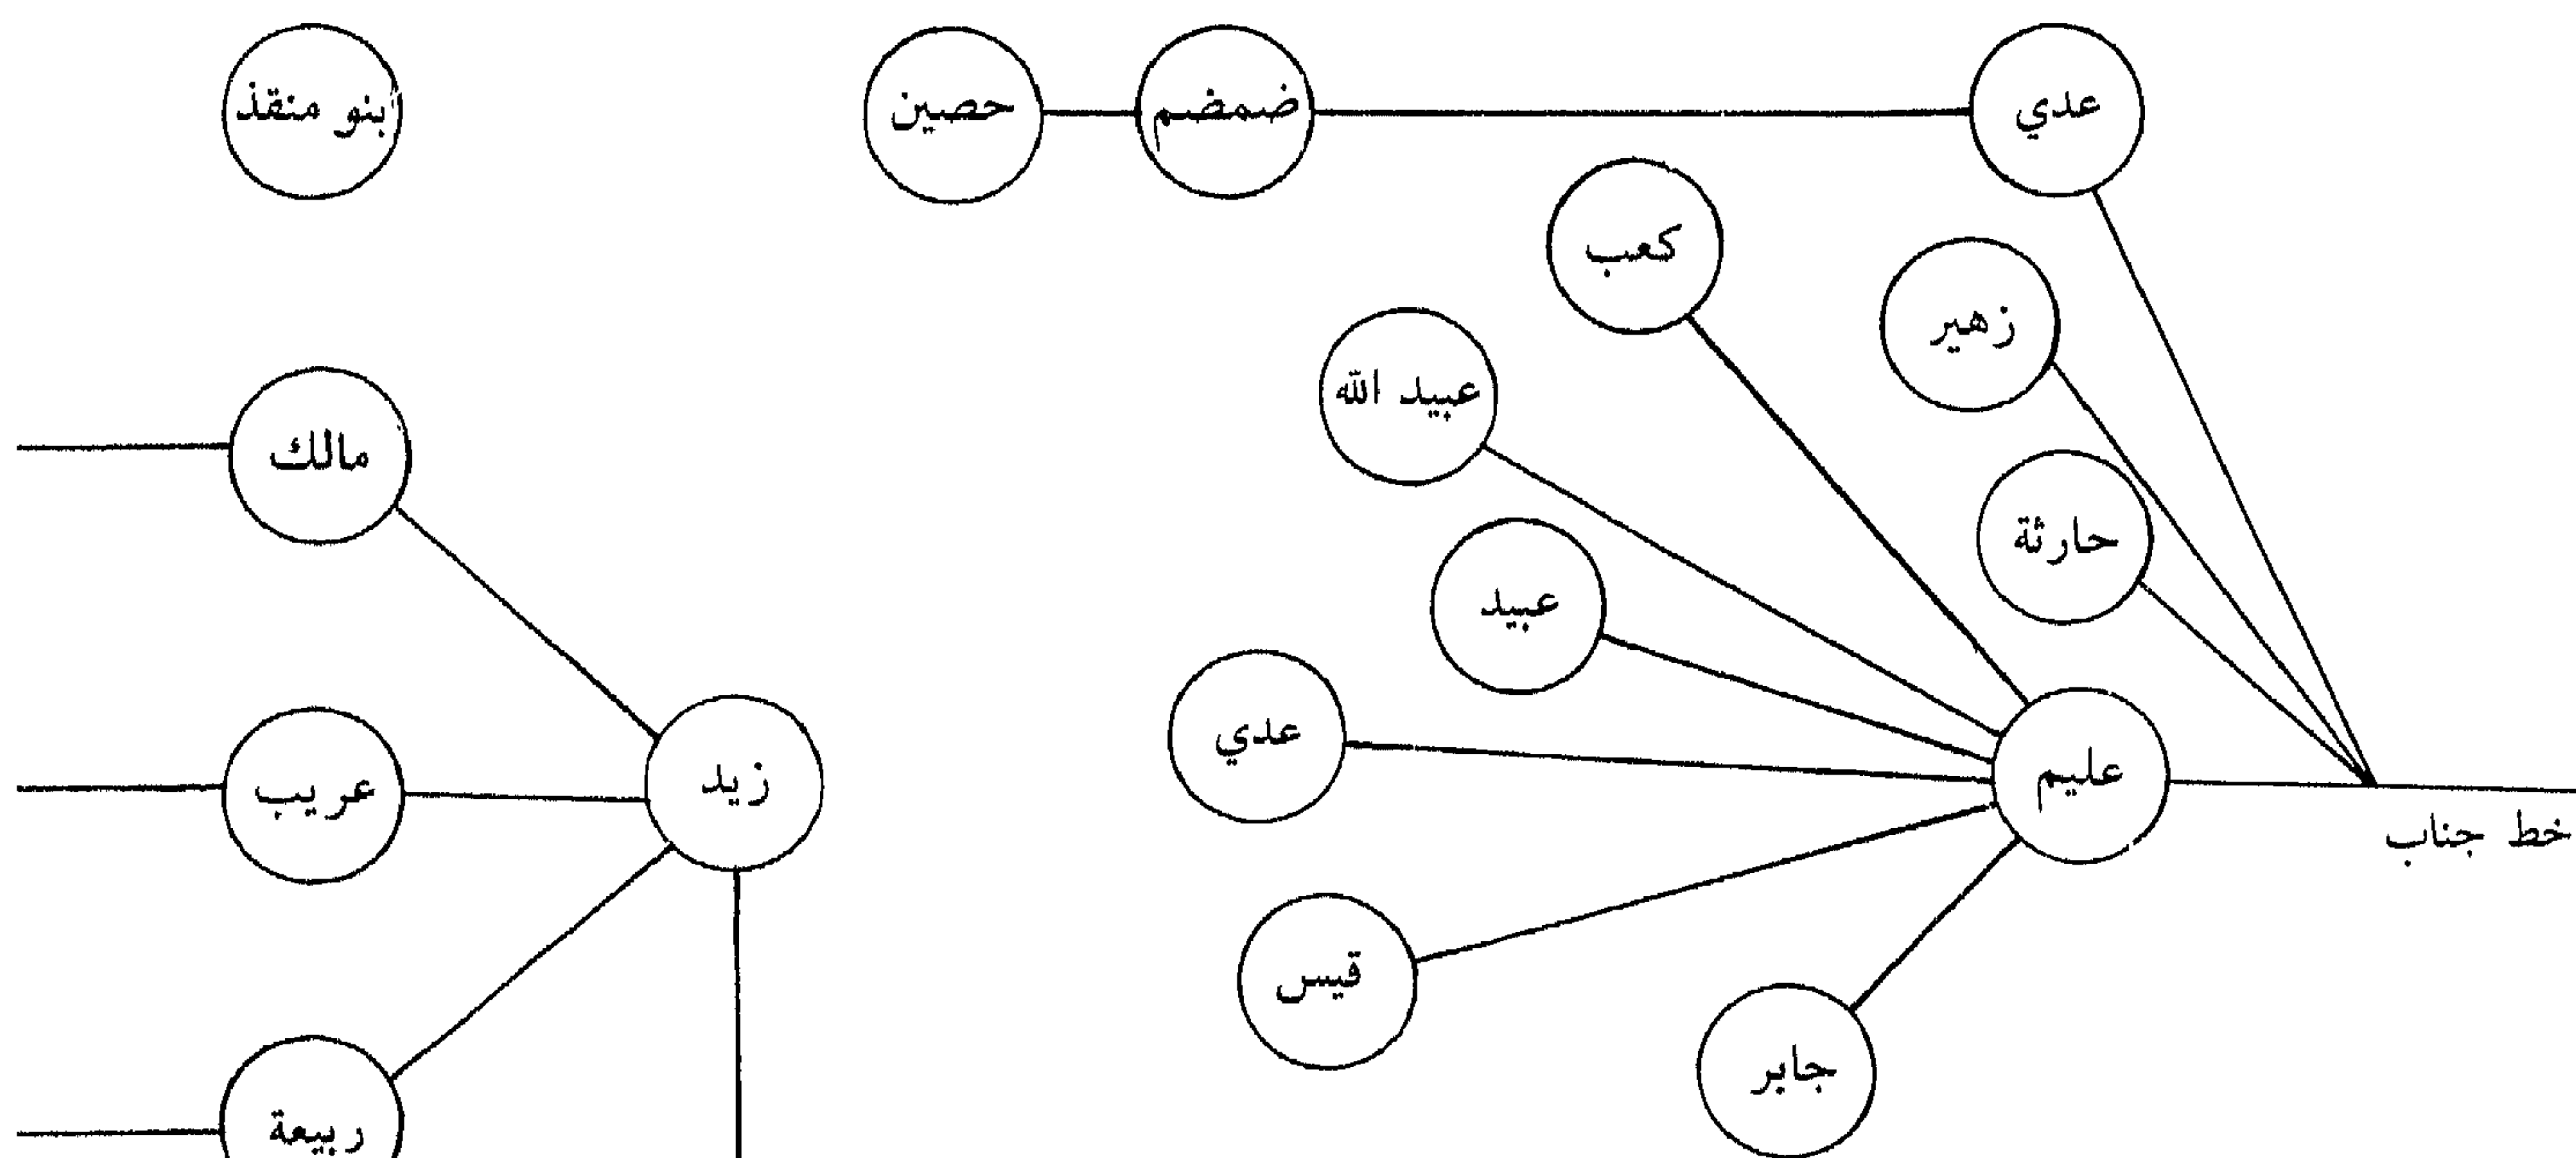 عدي
ضمضم
حصين
بنو منقذ
كعب
زهير
عبيد الله
مالك
حارثة
عبيد
عدي
عليم
زيد
عريب
خط جناب
قيس
جابر
ربيعة